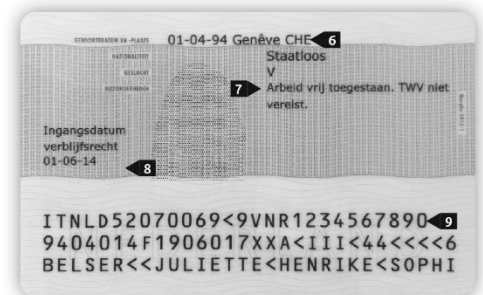 GEBOORTEDATUM EN -PLAATS 01-04-94 Genêve CHE 6
NATIONALITEIT Staatloos
GESLACHT V
BIJZONDERHEDEN 7 Arbeid vrij toegestaan. TWV niet
vereist.
Ingangsdatum
verblijfsrecht
01-06-14
8
ITNLD52070069<9VNR1234567890 9
9404014F1906017XXA<III<44<<<<6
BELSER<<JULIETTE<HENRIKE<SOPHI